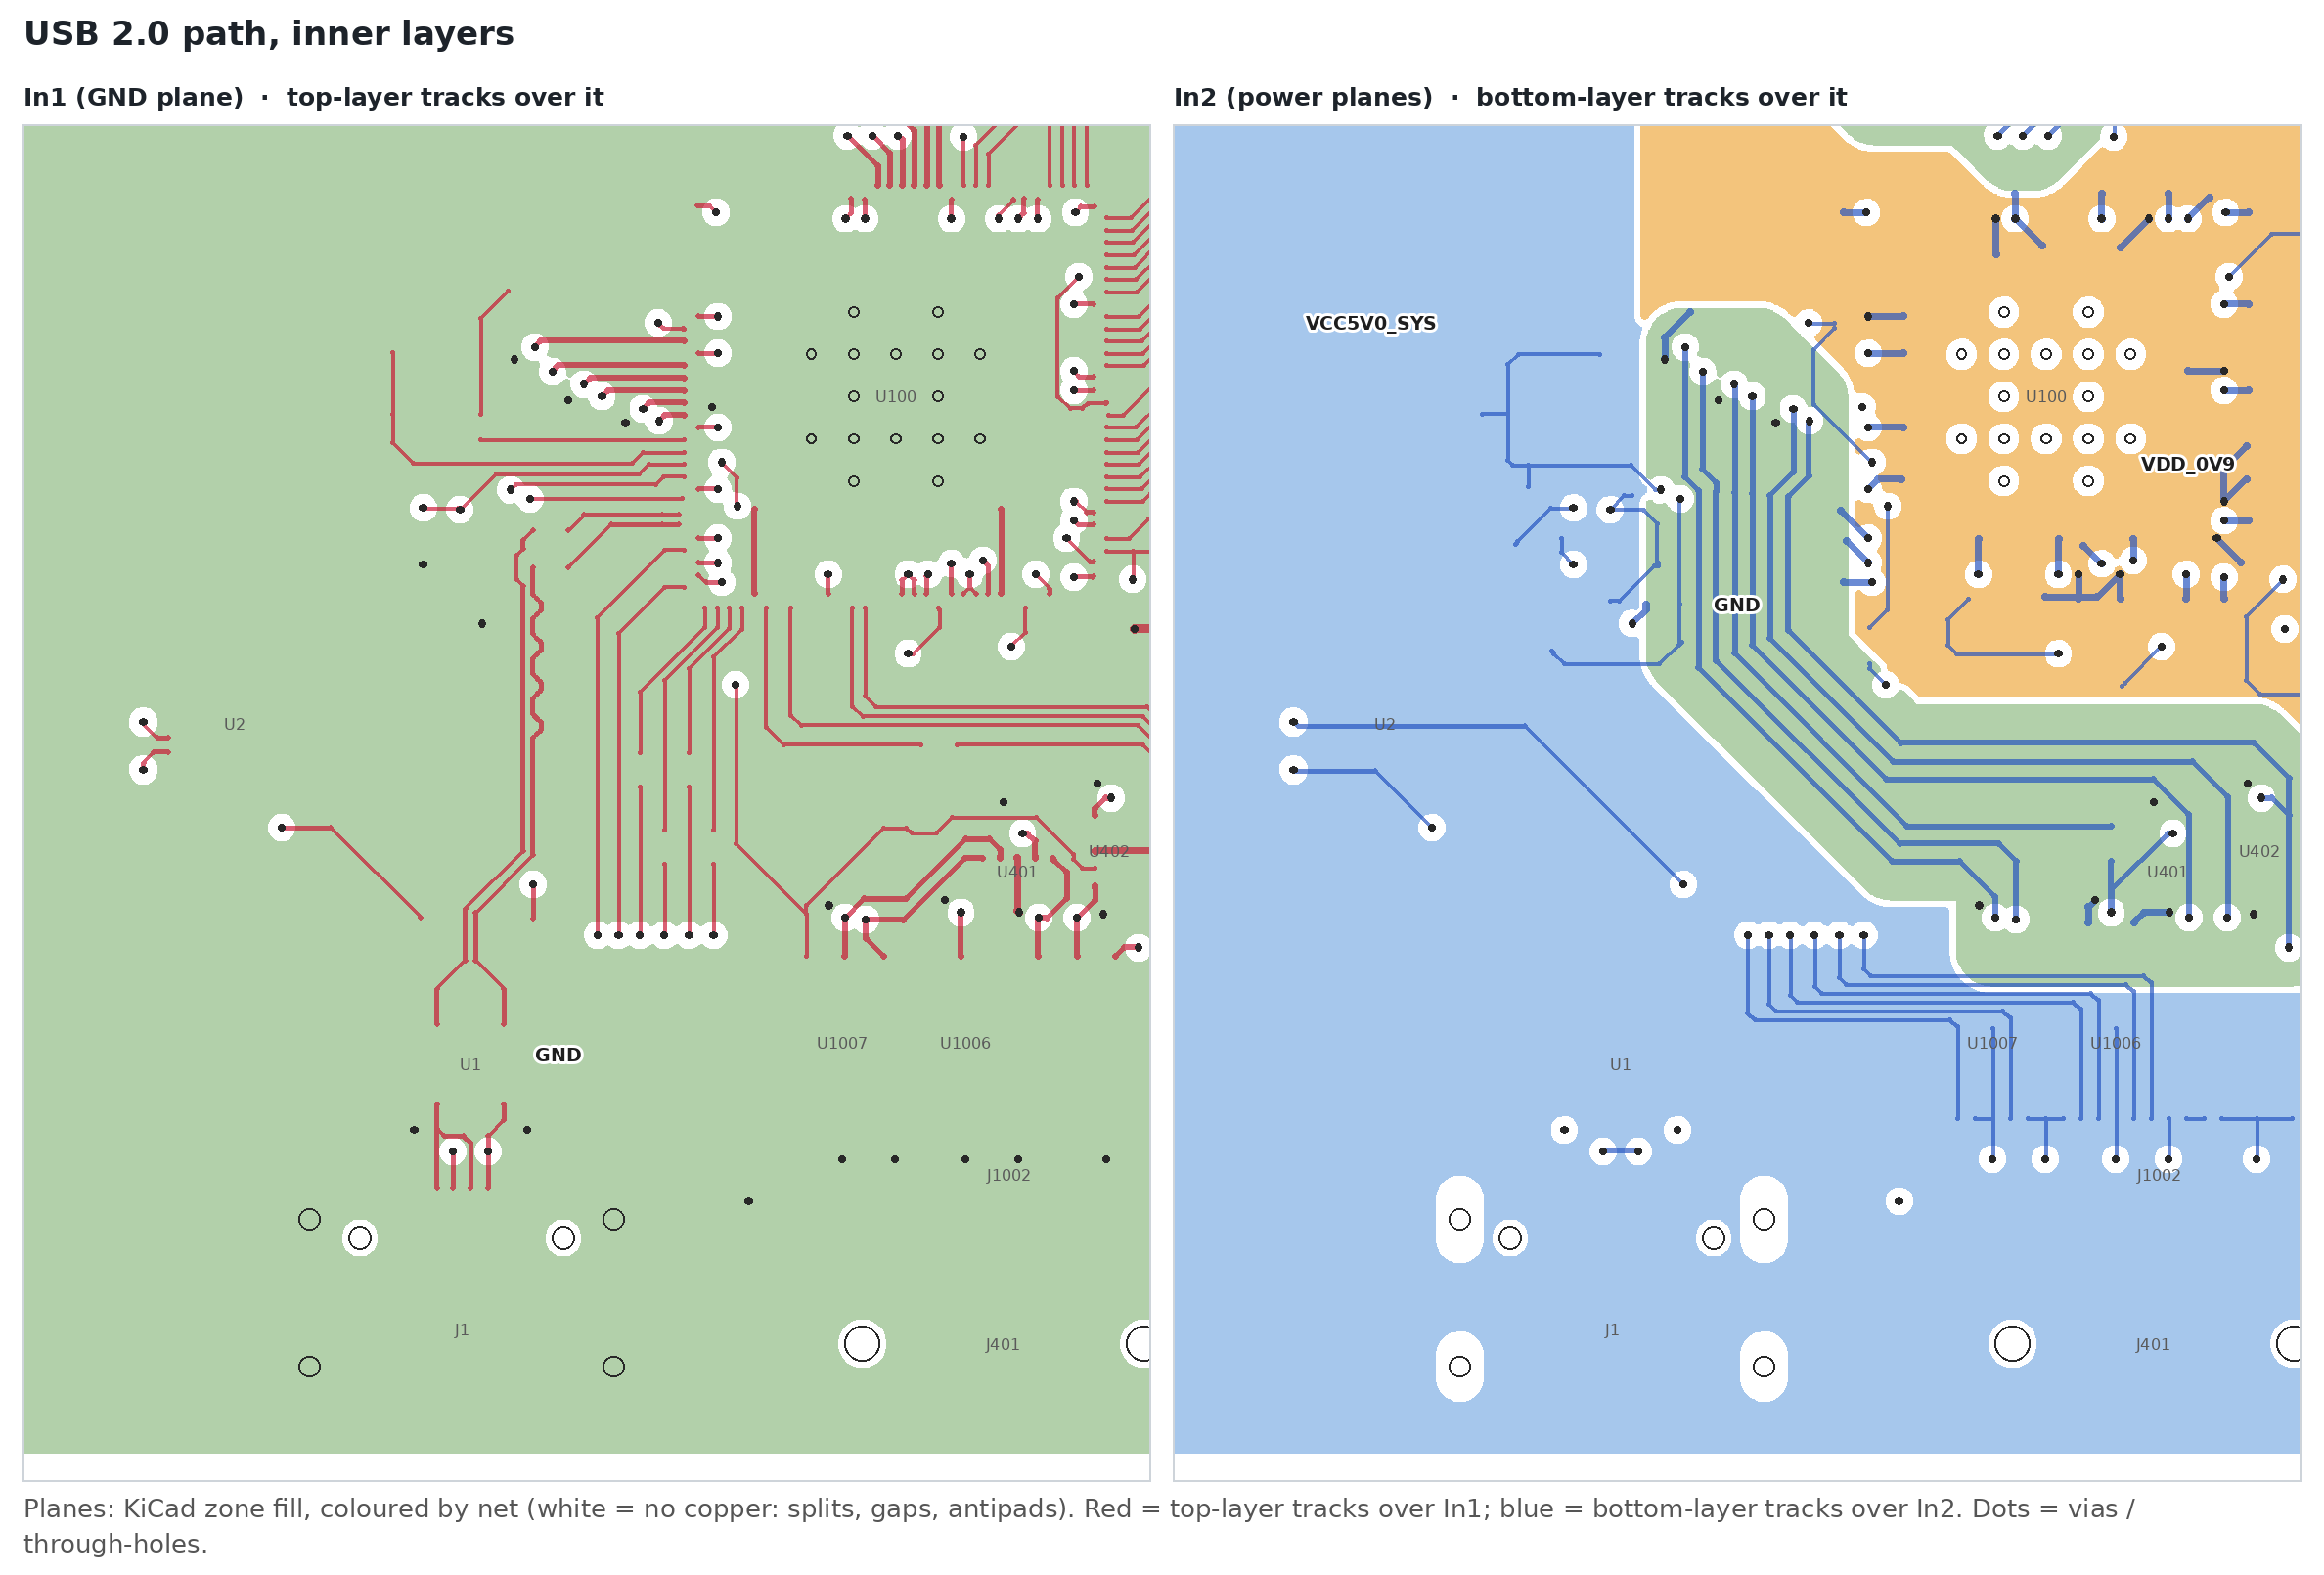 USB 2.0 path, inner layers
In1 (GND plane)  ·  top-layer tracks over it
In2 (power planes)  ·  bottom-layer tracks over it
U100
U2
U402
U401
GND
U1007
U1006
U1
J1002
J1
J401
VCC5V0_SYS
U100
VDD_0V9
GND
U2
U402
U401
U1007
U1006
U1
J1002
J1
J401
Planes: KiCad zone fill, coloured by net (white = no copper: splits, gaps, antipads). Red = top-layer tracks over In1; blue = bottom-layer tracks over In2. Dots = vias /
through-holes.